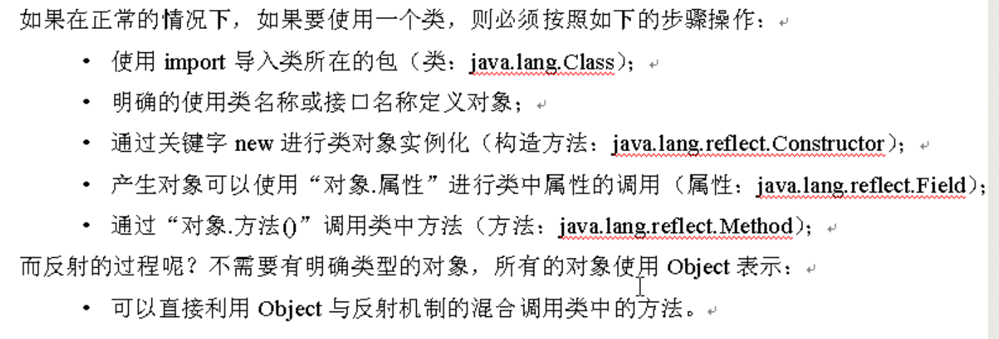 如果在正常的情况下，如果要使用一个类，则必须按照如下的步骤操作：
• 使用 import 导入类所在的包（类：java.lang.Class）；
• 明确的使用类名称或接口名称定义对象；
• 通过关键字 new 进行类对象实例化（构造方法：java.lang.reflect.Constructor）；
• 产生对象可以使用“对象.属性”进行类中属性的调用（属性：java.lang.reflect.Field）；
• 通过“对象.方法()”调用类中方法（方法：java.lang.reflect.Method）；
而反射的过程呢？不需要有明确类型的对象，所有的对象使用 Object 表示：
• 可以直接利用 Object 与反射机制的混合调用类中的方法。